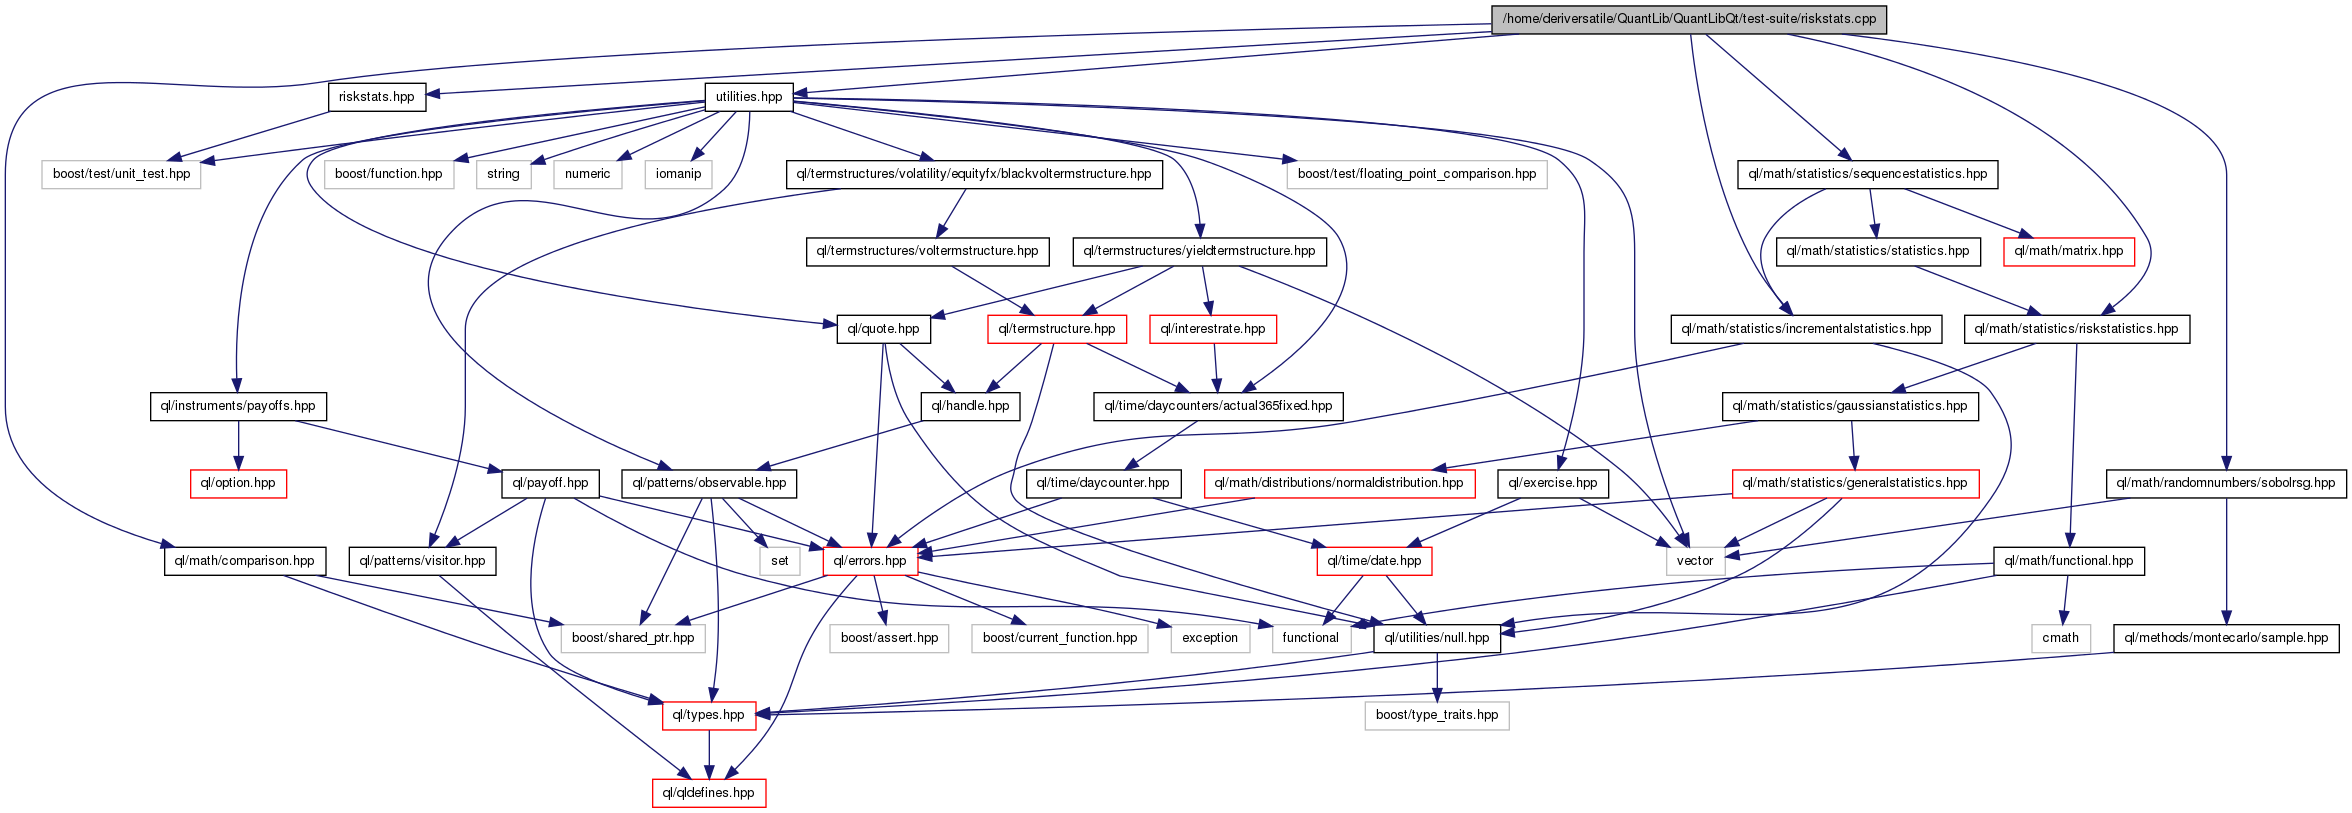 /home/deriversatile/QuantLib/QuantLibQt/test-suite/riskstats.cpp
riskstats.hpp
utilities.hpp
boost/test/unit_test.hpp
boost/function.hpp
string
numeric
iomanip
ql/termstructures/volatility/equityfx/blackvoltermstructure.hpp
boost/test/floating_point_comparison.hpp
ql/math/statistics/sequencestatistics.hpp
ql/termstructures/voltermstructure.hpp
ql/termstructures/yieldtermstructure.hpp
ql/math/statistics/statistics.hpp
ql/math/matrix.hpp
ql/quote.hpp
ql/termstructure.hpp
ql/interestrate.hpp
ql/math/statistics/incrementalstatistics.hpp
ql/math/statistics/riskstatistics.hpp
ql/instruments/payoffs.hpp
ql/handle.hpp
ql/time/daycounters/actual365fixed.hpp
ql/math/statistics/gaussianstatistics.hpp
ql/option.hpp
ql/payoff.hpp
ql/patterns/observable.hpp
ql/time/daycounter.hpp
ql/math/distributions/normaldistribution.hpp
ql/exercise.hpp
ql/math/statistics/generalstatistics.hpp
ql/math/randomnumbers/sobolrsg.hpp
ql/math/comparison.hpp
ql/patterns/visitor.hpp
set
ql/errors.hpp
ql/time/date.hpp
vector
ql/math/functional.hpp
boost/shared_ptr.hpp
boost/assert.hpp
boost/current_function.hpp
exception
functional
ql/utilities/null.hpp
cmath
ql/methods/montecarlo/sample.hpp
ql/types.hpp
boost/type_traits.hpp
ql/qldefines.hpp